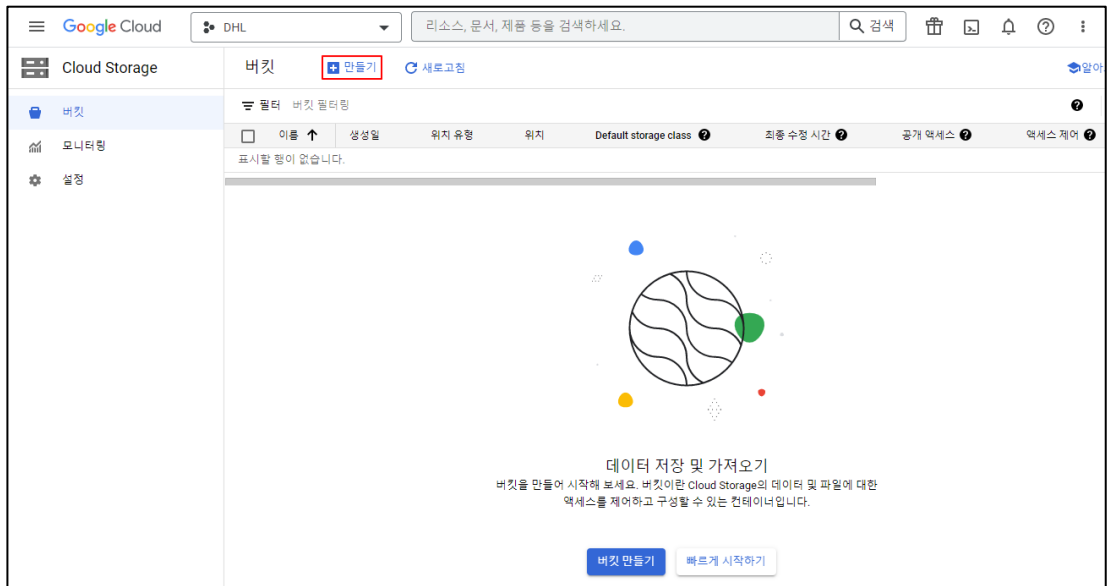 Google Cloud
DHL
리소스, 문서, 제품 등을 검색하세요.
검색
Cloud Storage
버킷
만들기
새로고침
알아
버킷
모니터링
설정
필터 버킷 필터링
이름 생성일 위치 유형 위치 Default storage class 최종 수정 시간 공개 액세스 액세스 제어
표시할 행이 없습니다.
데이터 저장 및 가져오기
버킷을 만들어 시작해 보세요. 버킷이란 Cloud Storage의 데이터 및 파일에 대한
액세스를 제어하고 구성할 수 있는 컨테이너입니다.
버킷 만들기
빠르게 시작하기